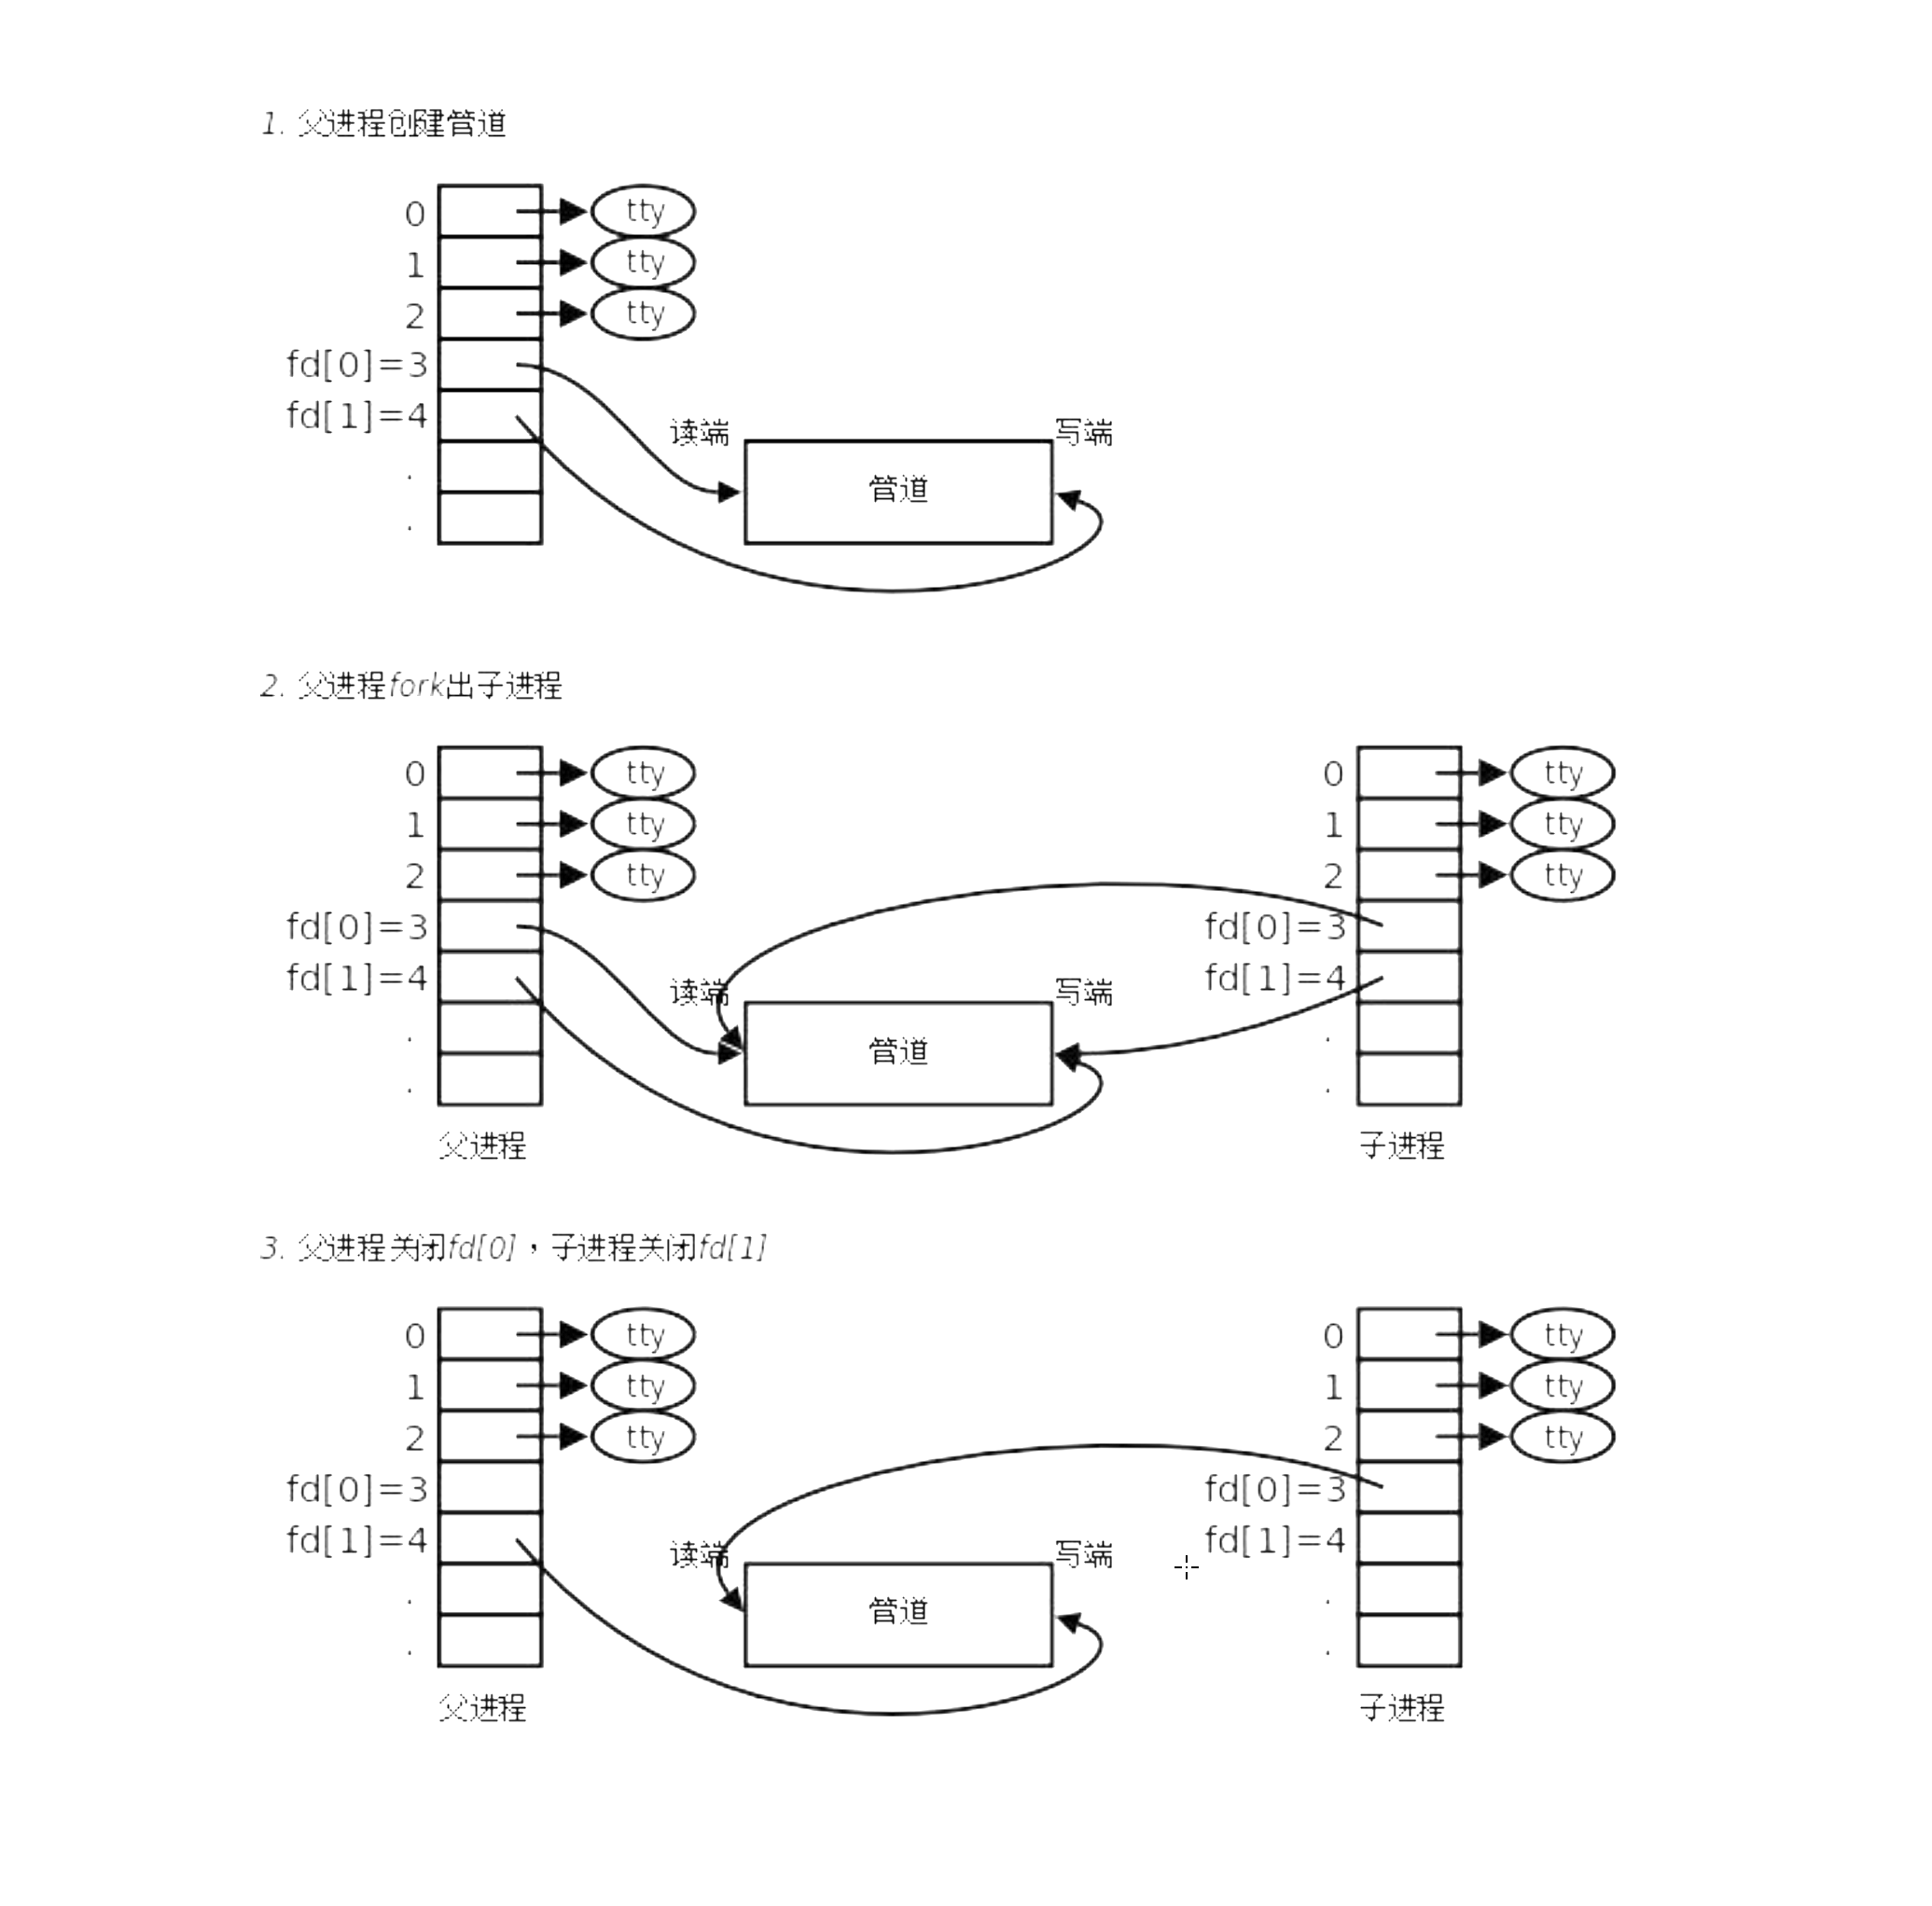 1. 父进程创建管道
0 tty
1 tty
2 tty
fd[0]=3
fd[1]=4
读端 写端
管道
.
.
2. 父进程fork出子进程
0 tty 0 tty
1 tty 1 tty
2 tty 2 tty
fd[0]=3 fd[0]=3
fd[1]=4 读端 写端 fd[1]=4
管道
. .
. .
父进程 子进程
3. 父进程关闭fd[0]，子进程关闭fd[1]
0 tty 0 tty
1 tty 1 tty
2 tty 2 tty
fd[0]=3 fd[0]=3
fd[1]=4 读端 写端 fd[1]=4
管道
. .
. .
父进程 子进程